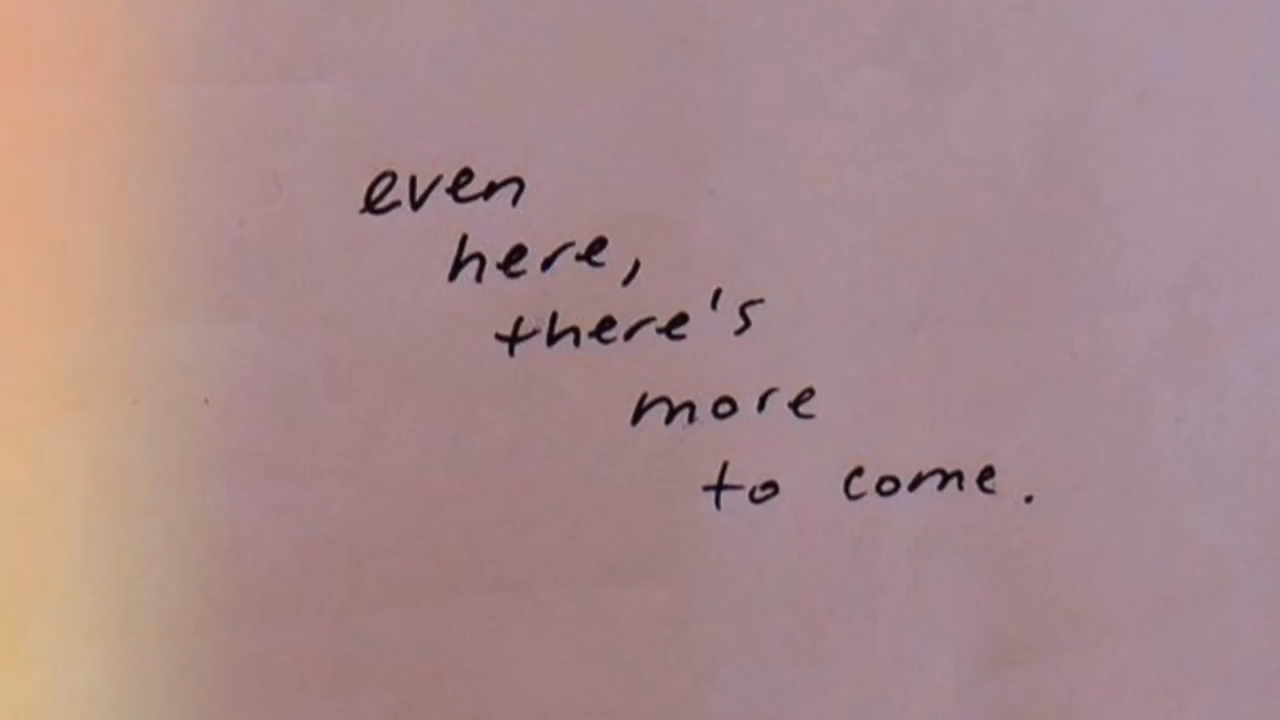 even
here,
there's
more
to come.